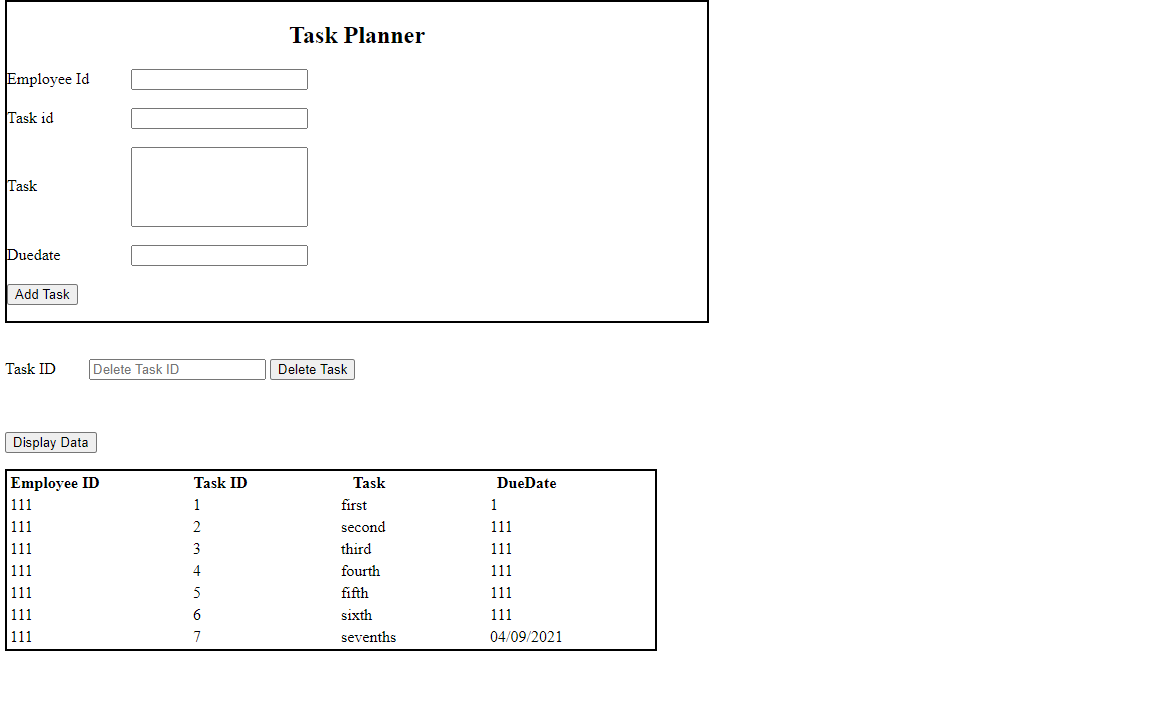 Task Planner
Employee Id
Task id
Task
Duedate
Add Task
Task ID Delete Task ID Delete Task
Display Data
Employee ID Task ID Task DueDate
111 1 first 1
111 2 second 111
111 3 third 111
111 4 fourth 111
111 5 fifth 111
111 6 sixth 111
111 7 sevenths 04/09/2021